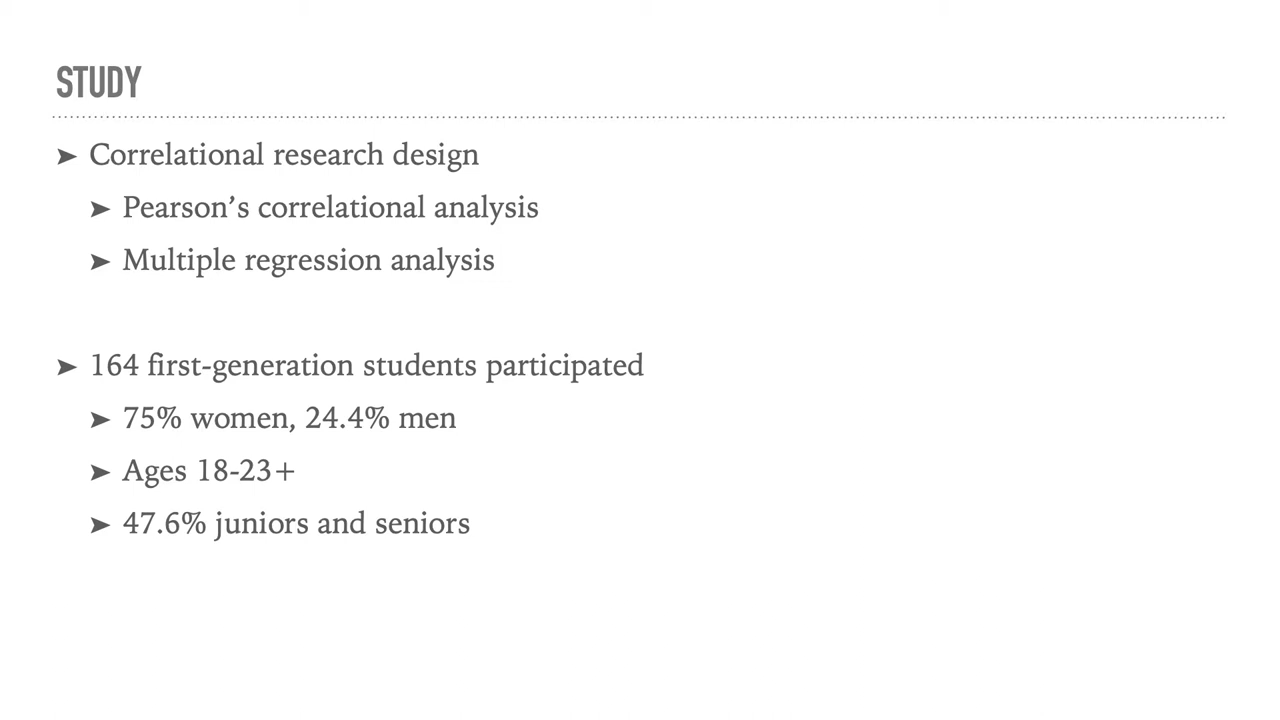 STUDY
➤ Correlational research design
➤ Pearson’s correlational analysis
➤ Multiple regression analysis
➤ 164 first-generation students participated
➤ 75% women, 24.4% men
➤ Ages 18-23+
➤ 47.6% juniors and seniors